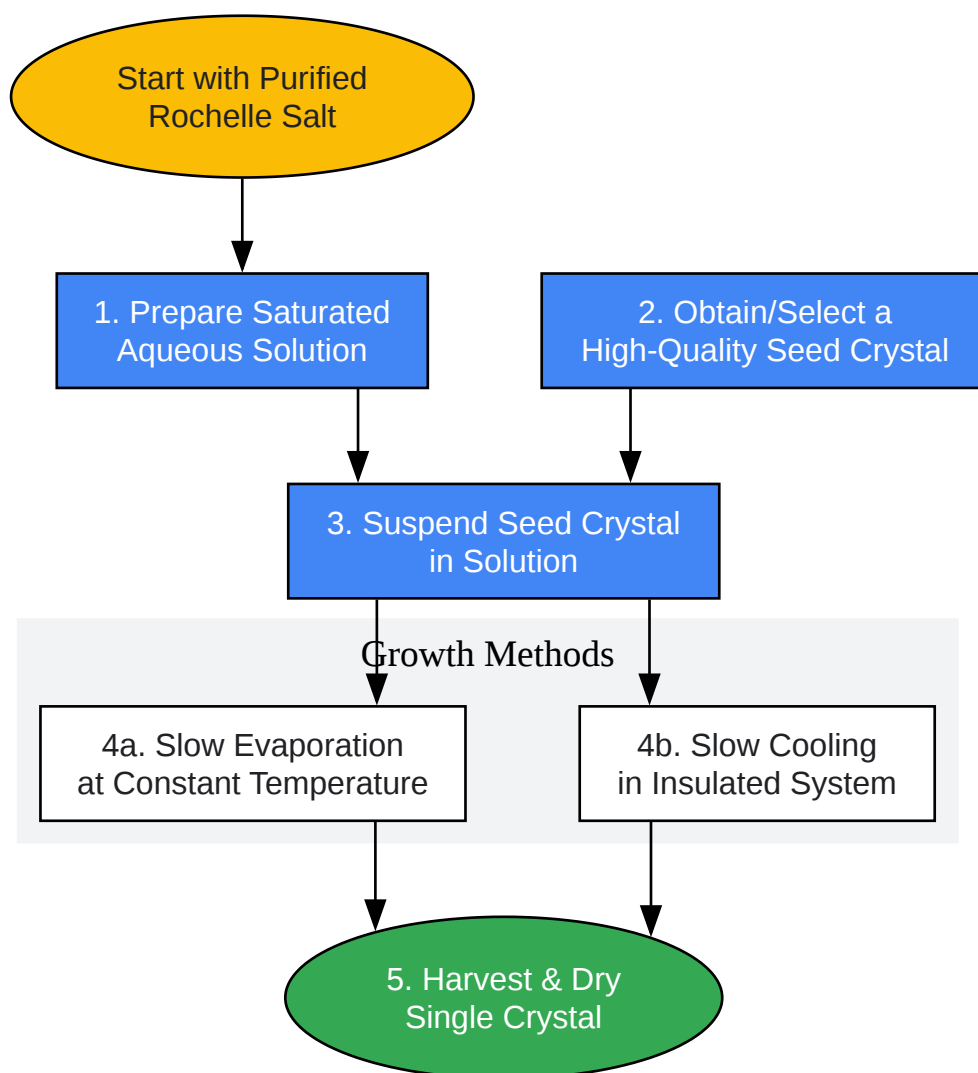 Start with Purified
Rochelle Salt
1. Prepare Saturated
Aqueous Solution
2. Obtain/Select a
High-Quality Seed Crystal
3. Suspend Seed Crystal
in Solution
Growth Methods
4a. Slow Evaporation
at Constant Temperature
4b. Slow Cooling
in Insulated System
5. Harvest & Dry
Single Crystal